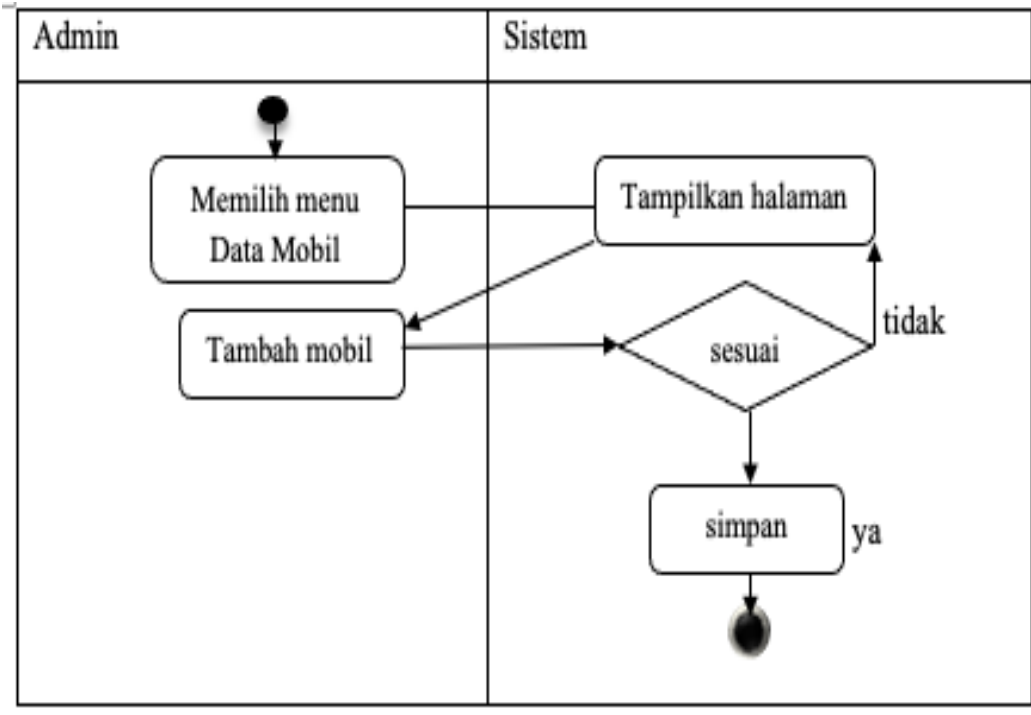 Admin
Sistem
Memilih menu
Data Mobil
Tampilkan halaman
Tambah mobil
sesuai
tidak
simpan
ya